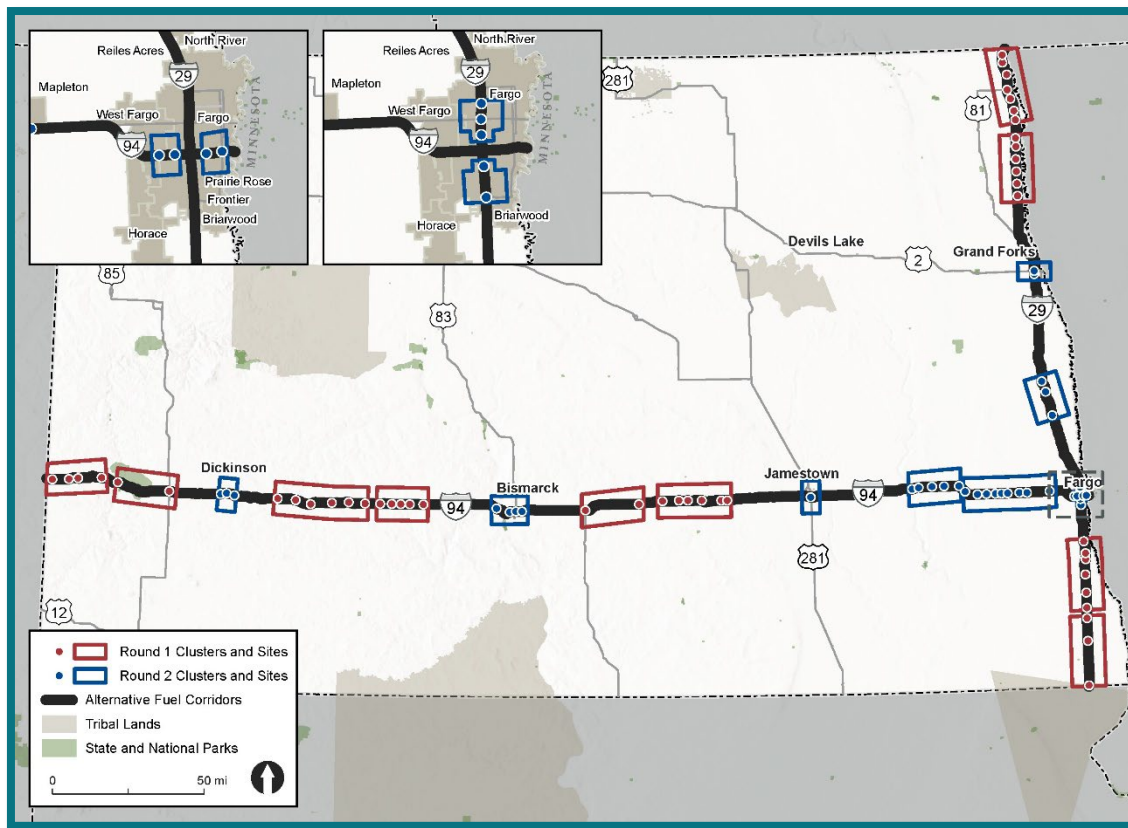 North River
Reiles Acres
29
Mapleton
West Fargo
Fargo
94
MINNESOTA
Prairie Rose
Frontier
Briarwood
Horace
North River
Reiles Acres
29
Mapleton
Fargo
West Fargo
94
MINNESOTA
Briarwood
Horace
281
81
Devils Lake
Grand Forks
2
85
83
29
Dickinson
Bismarck
Jamestown
Fargo
94
94
281
12
Round 1 Clusters and Sites
Round 2 Clusters and Sites
Alternative Fuel Corridors
Tribal Lands
State and National Parks
0 50 mi